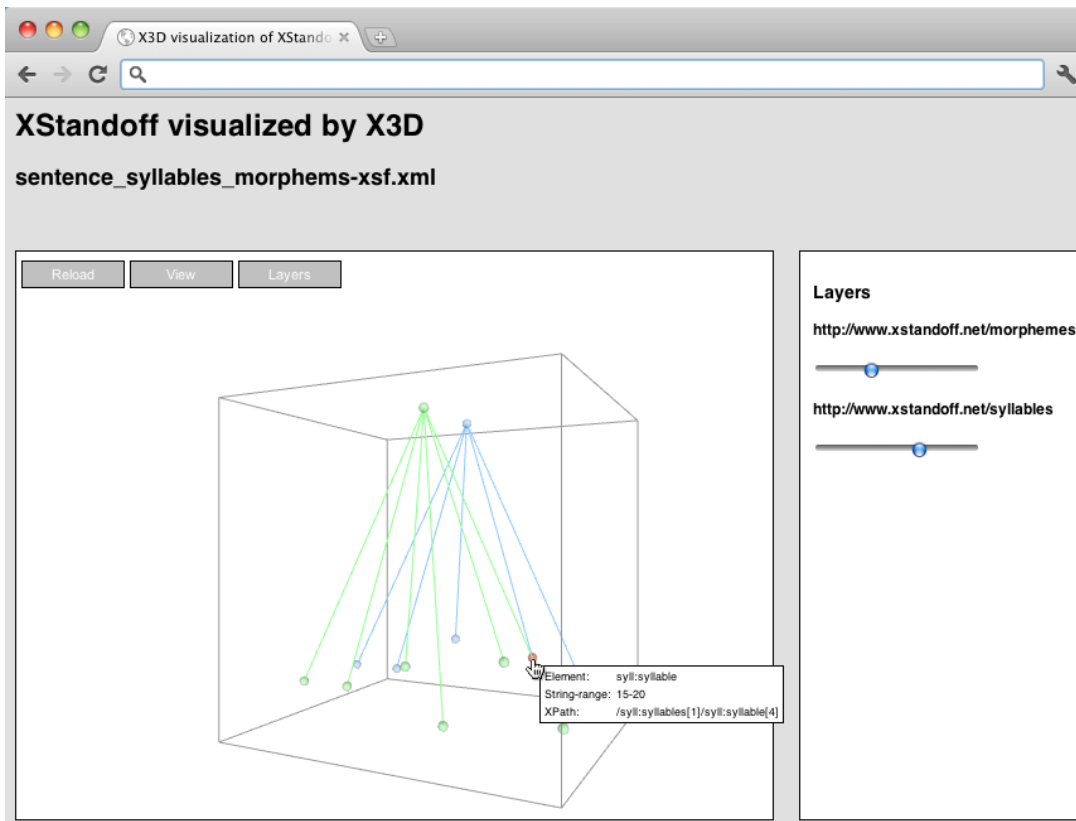 X3D visualization of XStando
XStandoff visualized by X3D
sentence_syllables_morphems-xsf.xml
Reload View Layers
Layers
http://www.xstandoff.net/morphemes
http://www.xstandoff.net/syllables
Element: syll:syllable
String-range: 15-20
XPath: /syll:syllables[1]/syll:syllable[4]